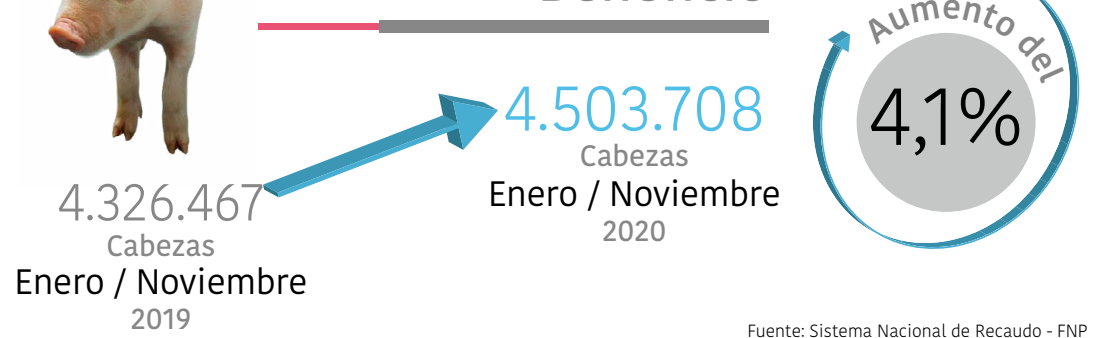 Aumento del
4,1%
4.503.708
Cabezas
Enero / Noviembre
2020
4.326.467
Cabezas
Enero / Noviembre
2019
Fuente: Sistema Nacional de Recaudo - FNP